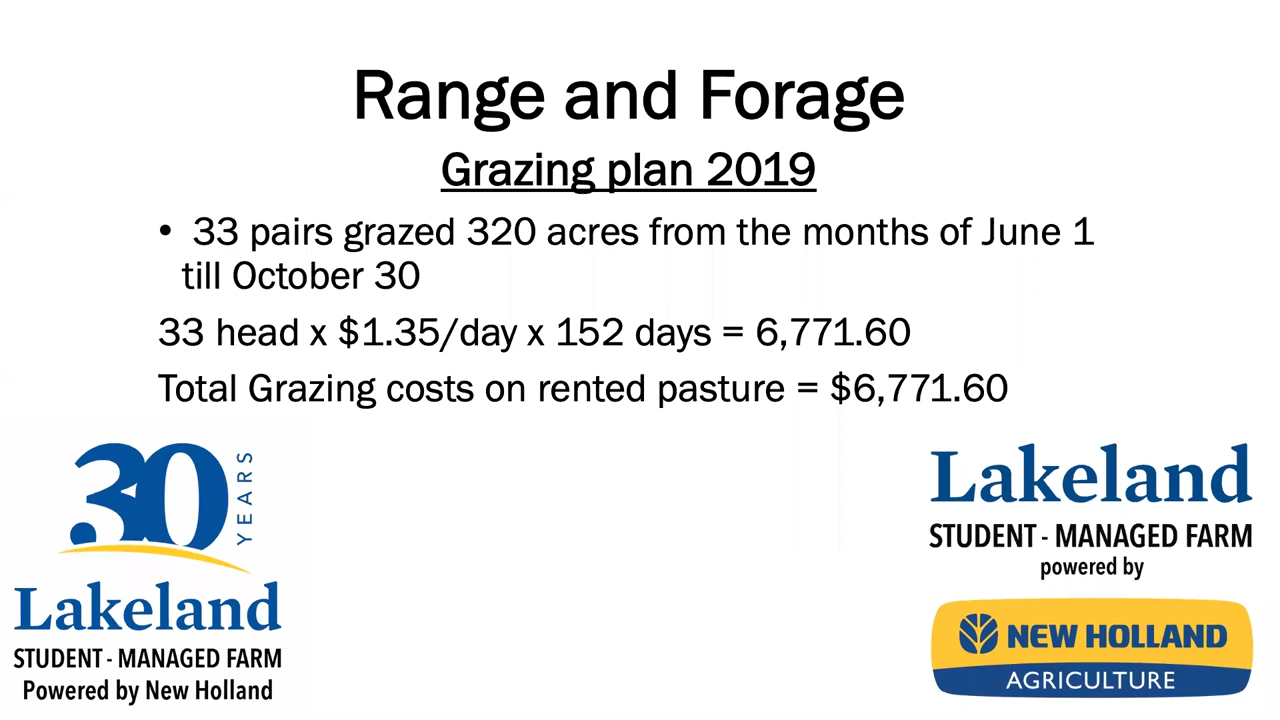 Range and Forage
Grazing plan 2019
• 33 pairs grazed 320 acres from the months of June 1
till October 30
33 head x $1.35/day x 152 days = 6,771.60
Total Grazing costs on rented pasture = $6,771.60
30 YEARS
Lakeland
STUDENT - MANAGED FARM
Powered by New Holland
Lakeland
STUDENT - MANAGED FARM
powered by
NEW HOLLAND
AGRICULTURE